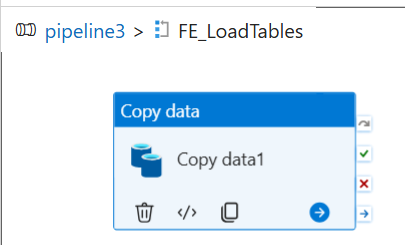 pipeline3 > FE_LoadTables
Copy data
Copy data1